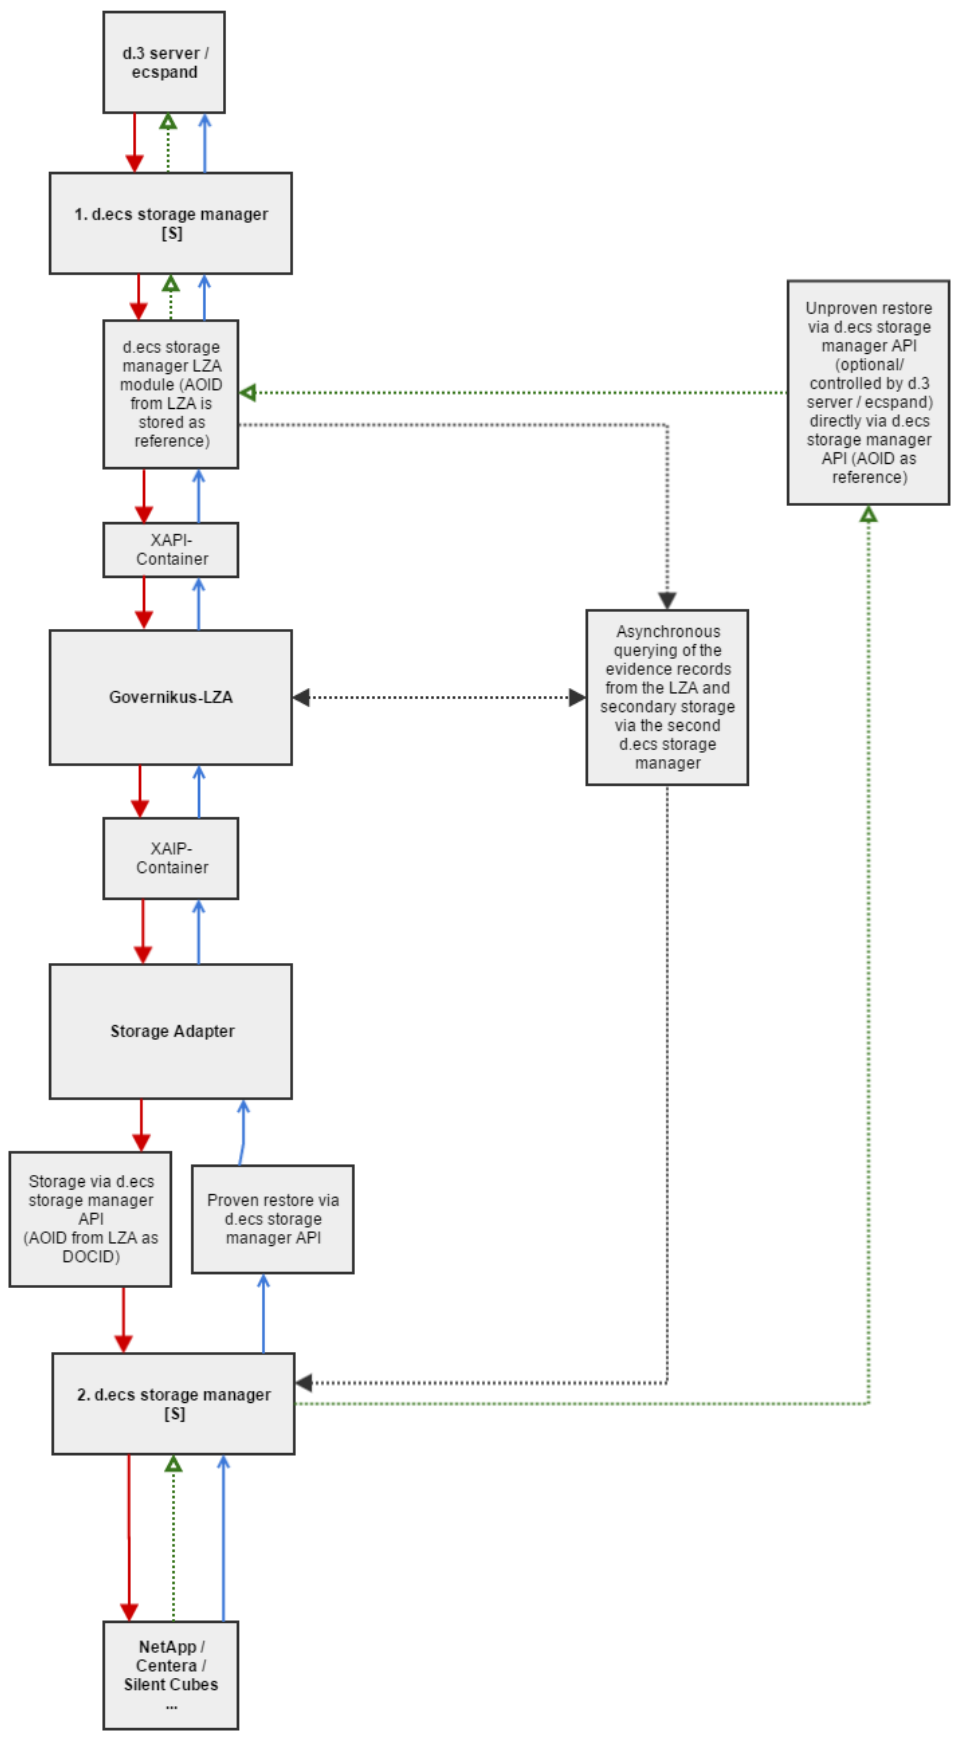 d.3 server /
ecspand
1. d.ecs storage manager
[S]
d.ecs storage
manager LZA
module (AOID
from LZA is
stored as
reference)
Unproven restore
via d.ecs storage
manager API
(optional/
controlled by d.3
server / ecspand)
directly via d.ecs
storage manager
API (AOID as
reference)
XAPI-
Container
Governikus-LZA
Asynchronous
querying of the
evidence records
from the LZA and
secondary storage
via the second
d.ecs storage
manager
XAIP-
Container
Storage Adapter
Storage via d.ecs
storage manager
API
(AOID from LZA as
DOCID)
Proven restore via
d.ecs storage
manager API
2. d.ecs storage manager
[S]
NetApp /
Centera /
Silent Cubes
...